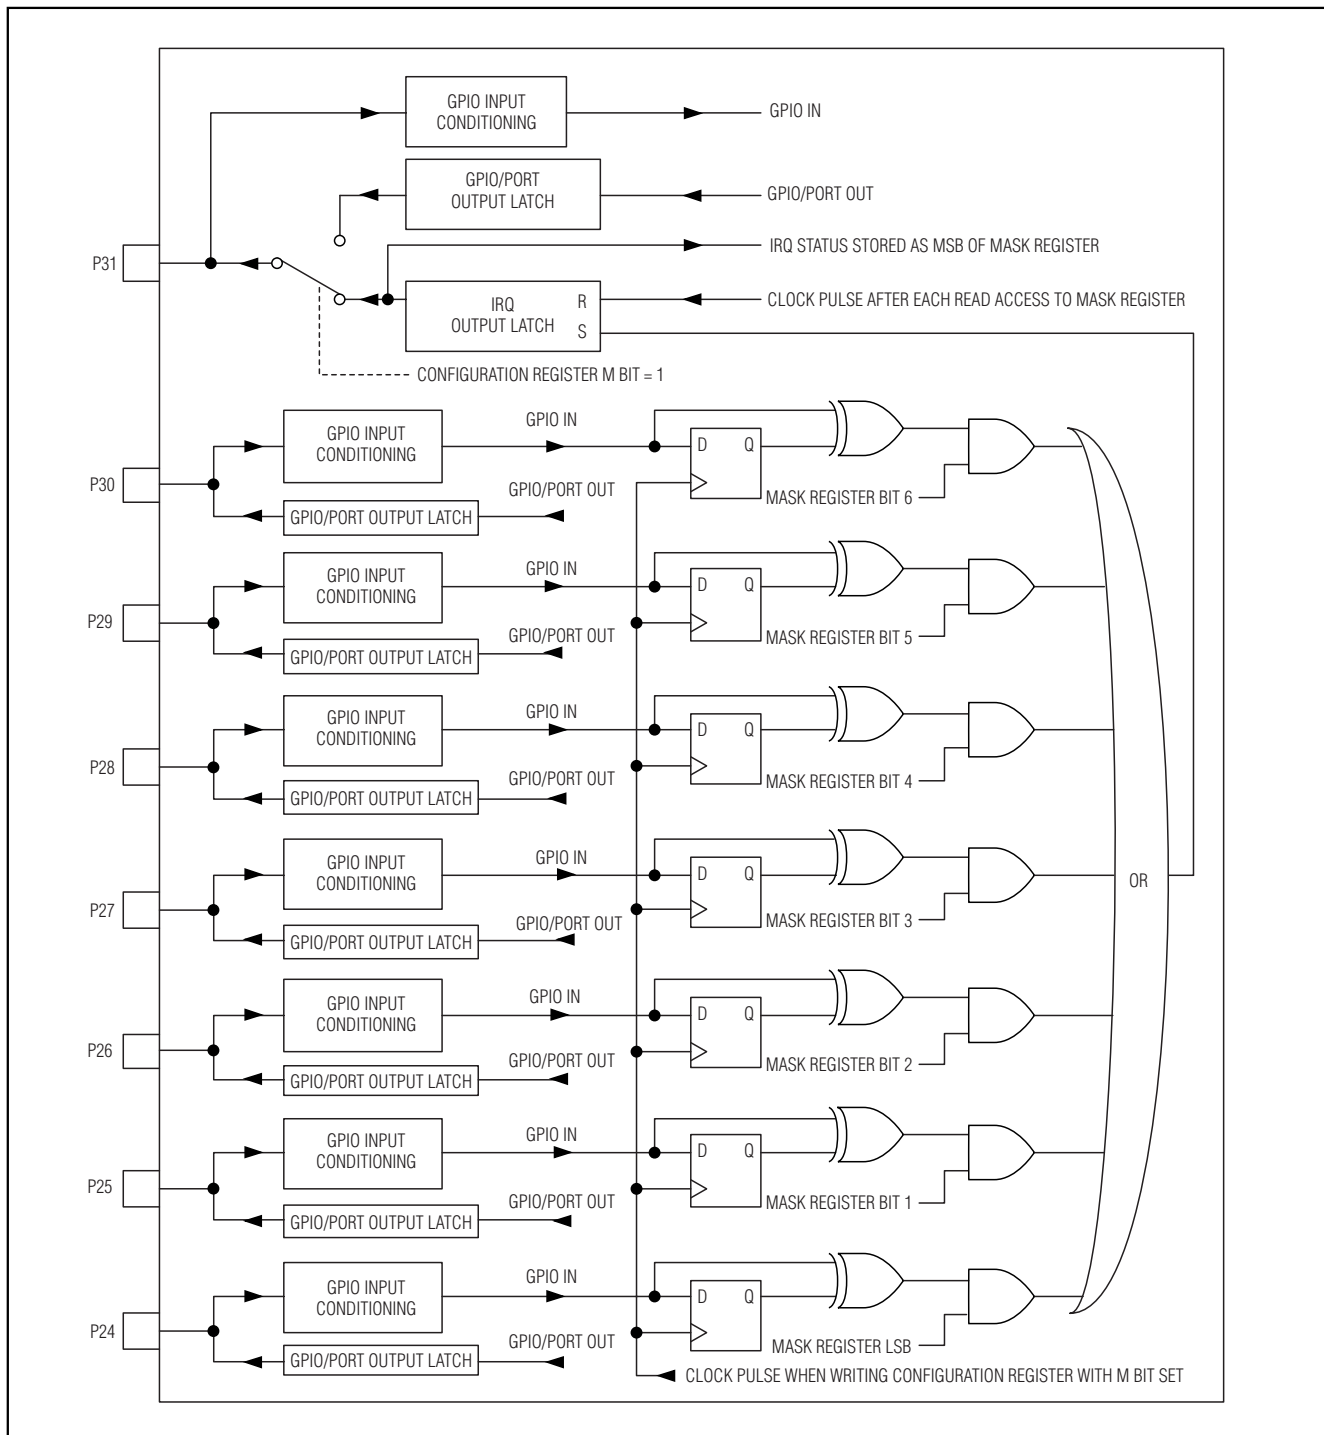 GPIO INPUT
CONDITIONING
GPIO IN
GPIO/PORT
OUTPUT LATCH
GPIO/PORT OUT
IRQ STATUS STORED AS MSB OF MASK REGISTER
P31
IRQ
OUTPUT LATCH
R
S
CLOCK PULSE AFTER EACH READ ACCESS TO MASK REGISTER
CONFIGURATION REGISTER M BIT = 1
GPIO INPUT
CONDITIONING
GPIO IN
D Q
P30
GPIO/PORT OUT
MASK REGISTER BIT 6
GPIO/PORT OUTPUT LATCH
GPIO INPUT
CONDITIONING
GPIO IN
D Q
P29
GPIO/PORT OUT
MASK REGISTER BIT 5
GPIO/PORT OUTPUT LATCH
GPIO INPUT
CONDITIONING
GPIO IN
D Q
P28
GPIO/PORT OUT
MASK REGISTER BIT 4
GPIO/PORT OUTPUT LATCH
GPIO INPUT
CONDITIONING
GPIO IN
D Q
OR
P27
GPIO/PORT OUT
MASK REGISTER BIT 3
GPIO/PORT OUTPUT LATCH
GPIO INPUT
CONDITIONING
GPIO IN
D Q
P26
GPIO/PORT OUT
MASK REGISTER BIT 2
GPIO/PORT OUTPUT LATCH
GPIO INPUT
CONDITIONING
GPIO IN
D Q
P25
GPIO/PORT OUT
MASK REGISTER BIT 1
GPIO/PORT OUTPUT LATCH
GPIO INPUT
CONDITIONING
GPIO IN
D Q
P24
GPIO/PORT OUT
MASK REGISTER LSB
GPIO/PORT OUTPUT LATCH
CLOCK PULSE WHEN WRITING CONFIGURATION REGISTER WITH M BIT SET